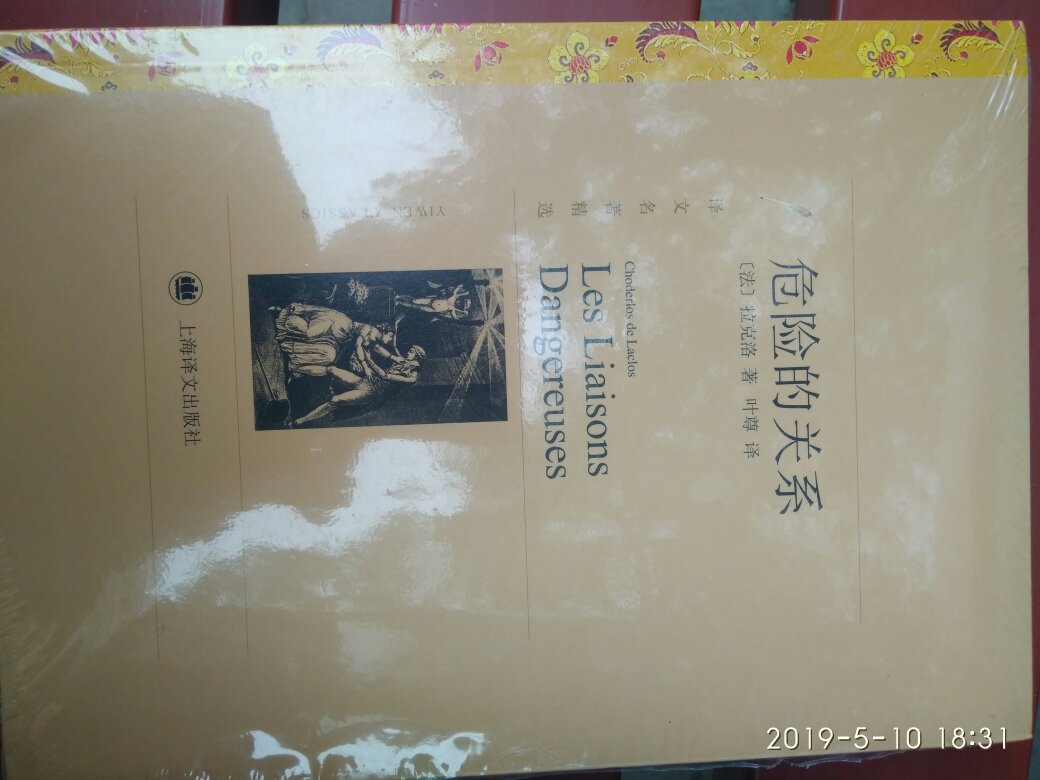 危险的关系
〔法〕拉克洛 著 叶尊 译
译文名著精选
YIWEN CLASSICS
Choderlos de Laclos
Les Liaisons
Dangereuses
上海译文出版社
2019-5-10 18:31